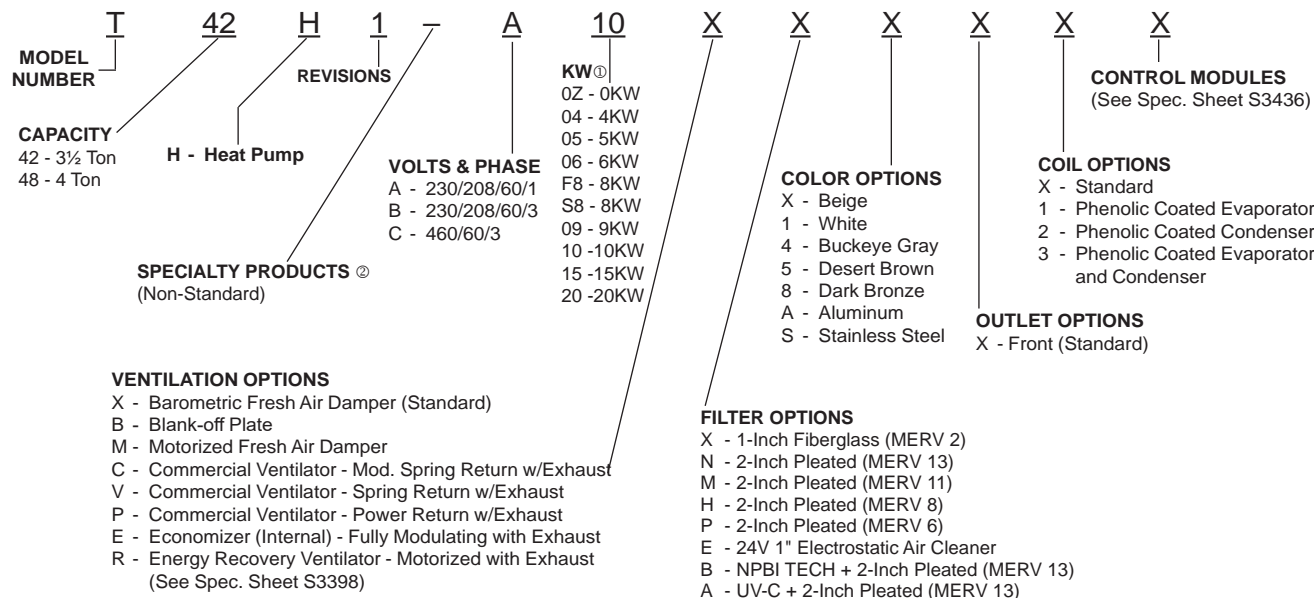 T 42 H 1 – A 10 X X X X X X
MODEL
NUMBER
CAPACITY
42 - 3½ Ton
48 - 4 Ton
H - Heat Pump
REVISIONS
SPECIALTY PRODUCTS ②
(Non-Standard)
VOLTS & PHASE
A - 230/208/60/1
B - 230/208/60/3
C - 460/60/3
KW①
0Z - 0KW
04 - 4KW
05 - 5KW
06 - 6KW
F8 - 8KW
S8 - 8KW
09 - 9KW
10 -10KW
15 -15KW
20 -20KW
VENTILATION OPTIONS
X - Barometric Fresh Air Damper (Standard)
B - Blank-off Plate
M - Motorized Fresh Air Damper
C - Commercial Ventilator - Mod. Spring Return w/Exhaust
V - Commercial Ventilator - Spring Return w/Exhaust
P - Commercial Ventilator - Power Return w/Exhaust
E - Economizer (Internal) - Fully Modulating with Exhaust
R - Energy Recovery Ventilator - Motorized with Exhaust
(See Spec. Sheet S3398)
FILTER OPTIONS
X - 1-Inch Fiberglass (MERV 2)
N - 2-Inch Pleated (MERV 13)
M - 2-Inch Pleated (MERV 11)
H - 2-Inch Pleated (MERV 8)
P - 2-Inch Pleated (MERV 6)
E - 24V 1" Electrostatic Air Cleaner
B - NPBI TECH + 2-Inch Pleated (MERV 13)
A - UV-C + 2-Inch Pleated (MERV 13)
COLOR OPTIONS
X - Beige
1 - White
4 - Buckeye Gray
5 - Desert Brown
8 - Dark Bronze
A - Aluminum
S - Stainless Steel
OUTLET OPTIONS
X - Front (Standard)
COIL OPTIONS
X - Standard
1 - Phenolic Coated Evaporator
2 - Phenolic Coated Condenser
3 - Phenolic Coated Evaporator
and Condenser
CONTROL MODULES
(See Spec. Sheet S3436)